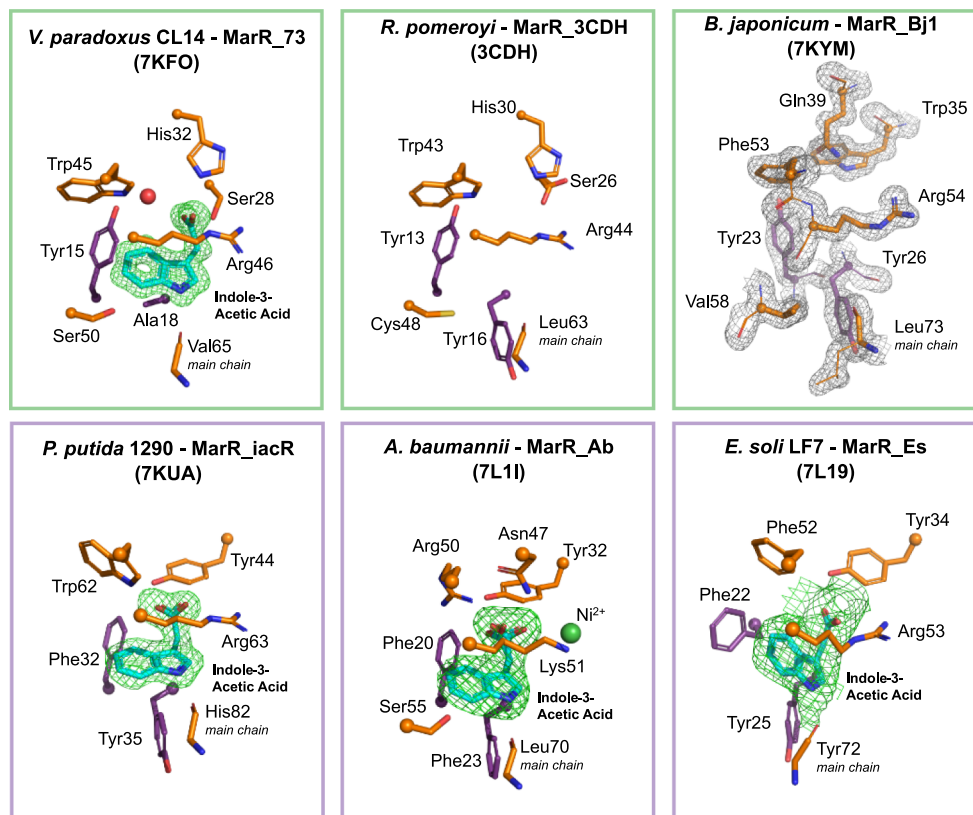 V. paradoxus CL14 - MarR_73
(7KFO)
His32
Trp45
Ser28
Tyr15
Arg46
Indole-3-
Acetic Acid
Ala18
Ser50
Val65
main chain
R. pomeroyi - MarR_3CDH
(3CDH)
His30
Trp43
Ser26
Tyr13
Arg44
Cys48
Tyr16
Leu63
main chain
B. japonicum - MarR_Bj1
(7KYM)
Gln39
Trp35
Phe53
Arg54
Tyr23
Tyr26
Val58
Leu73
main chain
P. putida 1290 - MarR_iacR
(7KUA)
Tyr44
Trp62
Arg63
Phe32
Indole-3-
Acetic Acid
His82
main chain
Tyr35
A. baumannii - MarR_Ab
(7L1I)
Asn47
Arg50
Tyr32
Ni2+
Phe20
Lys51
Indole-3-
Acetic Acid
Ser55
Phe23
Leu70
main chain
E. soli LF7 - MarR_Es
(7L19)
Tyr34
Phe52
Phe22
Arg53
Indole-3-
Acetic Acid
Tyr25
Tyr72
main chain